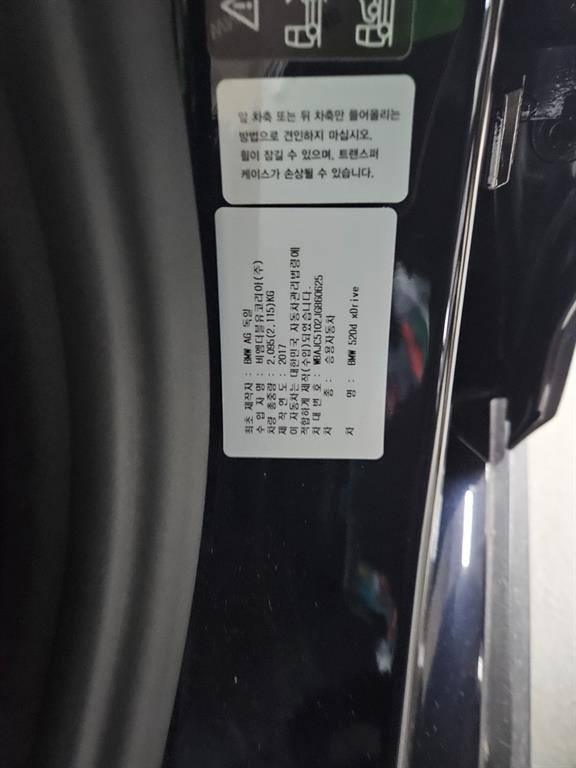 앞 차축 또는 뒤 차축만 들어올리는
방법으로 견인하지 마십시오.
휠이 잠길 수 있으며, 트랜스퍼
케이스가 손상될 수 있습니다.
최초 제작자 : BMW AG 독일
수 입 자 명 : 비엠더블유코리아(주)
차량 총중량 : 2,095(2,115)KG
제 작 연 도 : 2017
이 자동차는 대한민국 자동차관리법령에
적합하게 제작(수입)되었습니다.
차 대 번 호 : WBAJC5102JGB60625
차 종 : 승용자동차
차 명 : BMW 520d xDrive